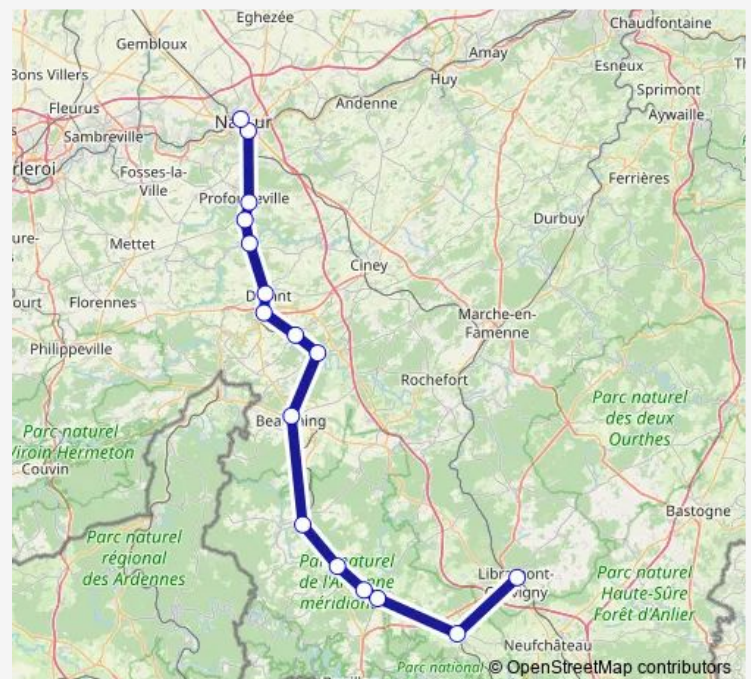 Eghezée
Chaudfontaine
Gembloux
Esneux
Amay
Bons Villers
Huy
Sprimont
Andenne
Fleurus
Aywaille
Sambreville
Fosses-la-
Ville
Ferrières
Durbuy
Mettet
Ciney
Florennes
Marche-en-
Famenne
Philippeville
Rochefort
Parc naturel
des deux
Ourthes
Parc naturel
Viroin Hermeton
Couvin
Bastogne
Parc naturel
régional
des Ardennes
Parc naturel
Haute-Sûre
Forêt d'Anlier
Neufchâteau
Parc national
© OpenStreetMap contributors